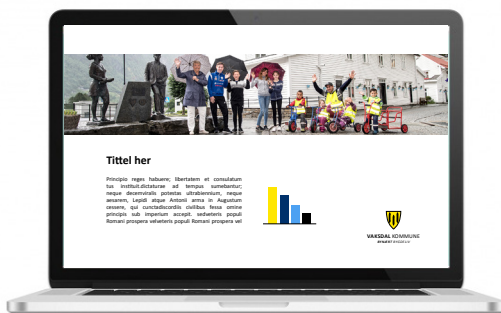 Tittel her
Principio reges habuere; libertatem et consulatum
tus instituit.dictaturae ad tempus sumebantur;
neque decemviralis potestas ultrabiennium, neque
aesarem, Lepidi atque Antonii arma in Augustum
cessere, qui cunctadiscordiis civilibus fessa omine
principis sub imperium accepit. sedveteris populi
Romani prospera velveteris populi Romani prospera vel
VAKSDAL KOMMUNE